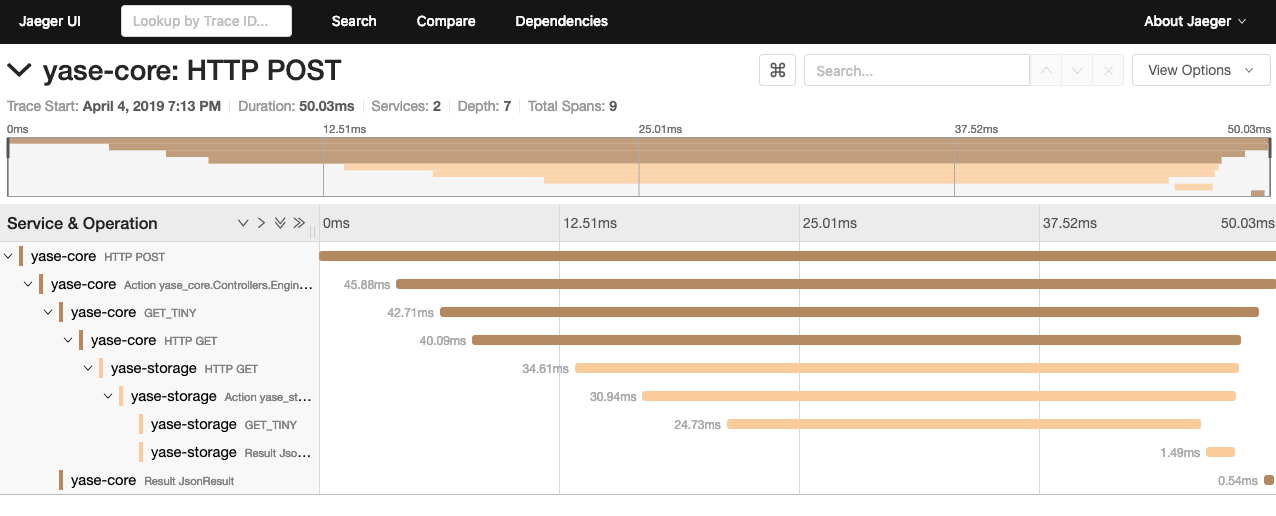 Jaeger UI Lookup by Trace ID... Search Compare Dependencies About Jaeger
yase-core: HTTP POST ⌘ Search... View Options
Trace Start: April 4, 2019 7:13 PM Duration: 50.03ms Services: 2 Depth: 7 Total Spans: 9
0ms 12.51ms 25.01ms 37.52ms 50.03ms
Service & Operation 0ms 12.51ms 25.01ms 37.52ms 50.03ms
yase-core HTTP POST
yase-core Action yase_core.Controllers.Engin... 45.88ms
yase-core GET_TINY 42.71ms
yase-core HTTP GET 40.09ms
yase-storage HTTP GET 34.61ms
yase-storage Action yase_st... 30.94ms
yase-storage GET_TINY 24.73ms
yase-storage Result Jso... 1.49ms
yase-core Result JsonResult 0.54ms